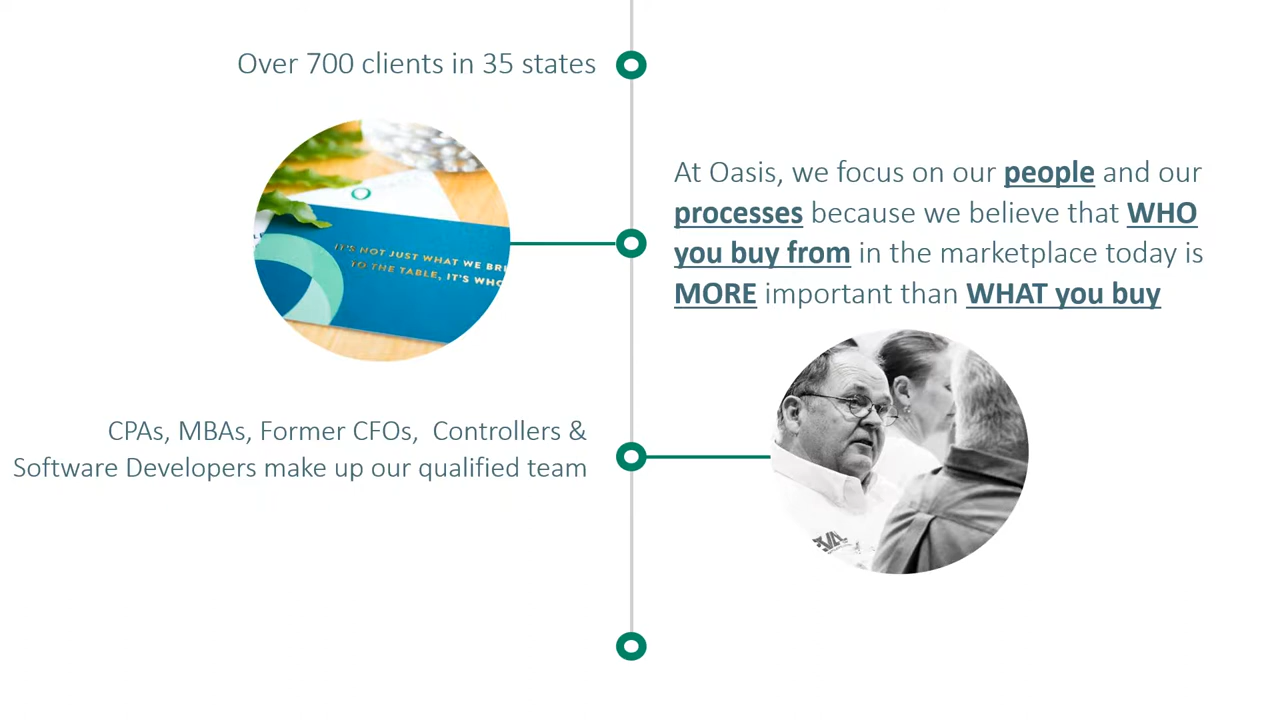 Over 700 clients in 35 states
IT'S NOT JUST WHAT WE
TO THE TABLE, IT'S
At Oasis, we focus on our people and our
processes because we believe that WHO
you buy from in the marketplace today is
MORE important than WHAT you buy
CPAs, MBAs, Former CFOs,  Controllers &
Software Developers make up our qualified team